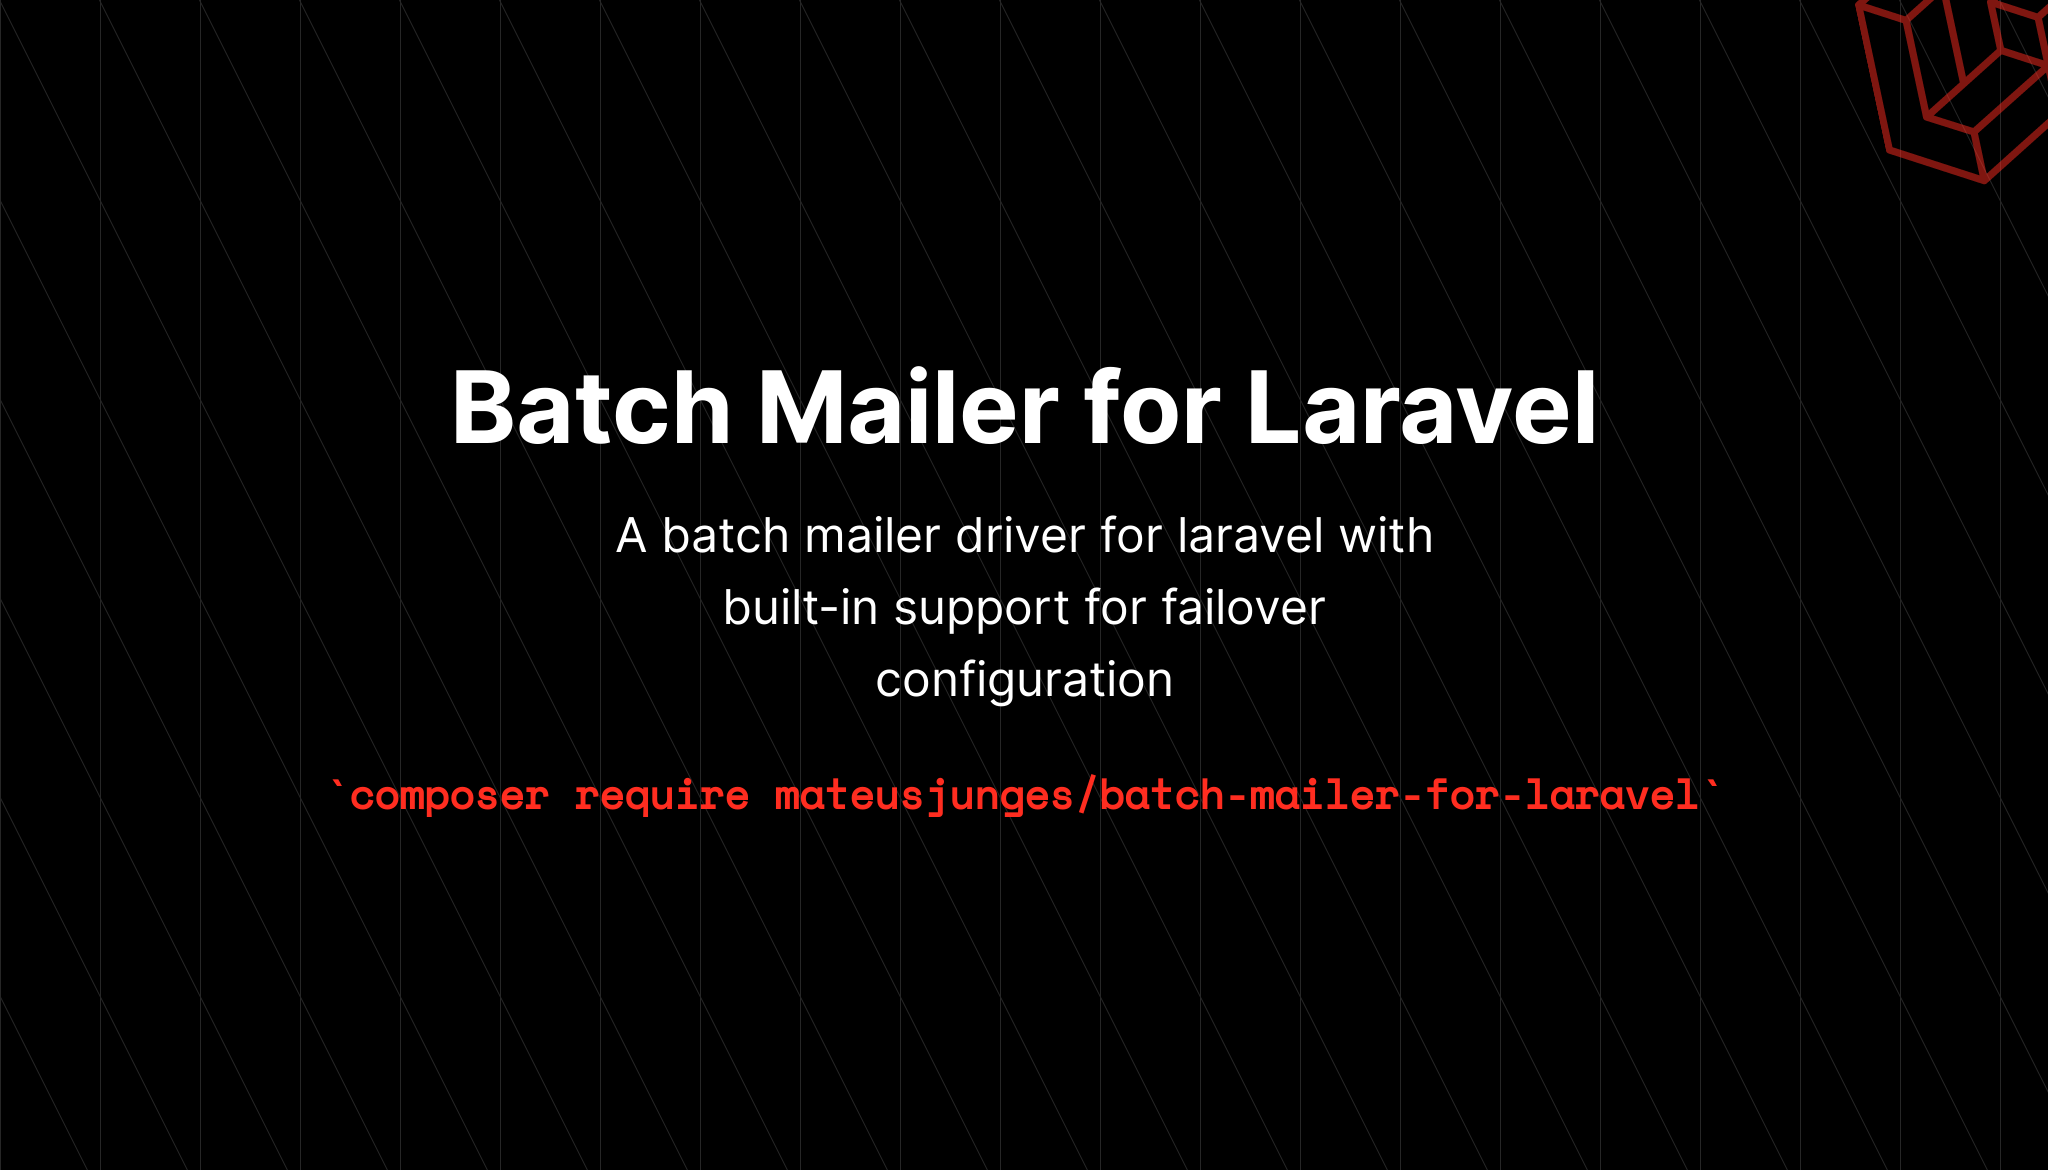 Batch Mailer for Laravel
A batch mailer driver for laravel with
built-in support for failover
configuration
`composer require mateusjunges/batch-mailer-for-laravel`